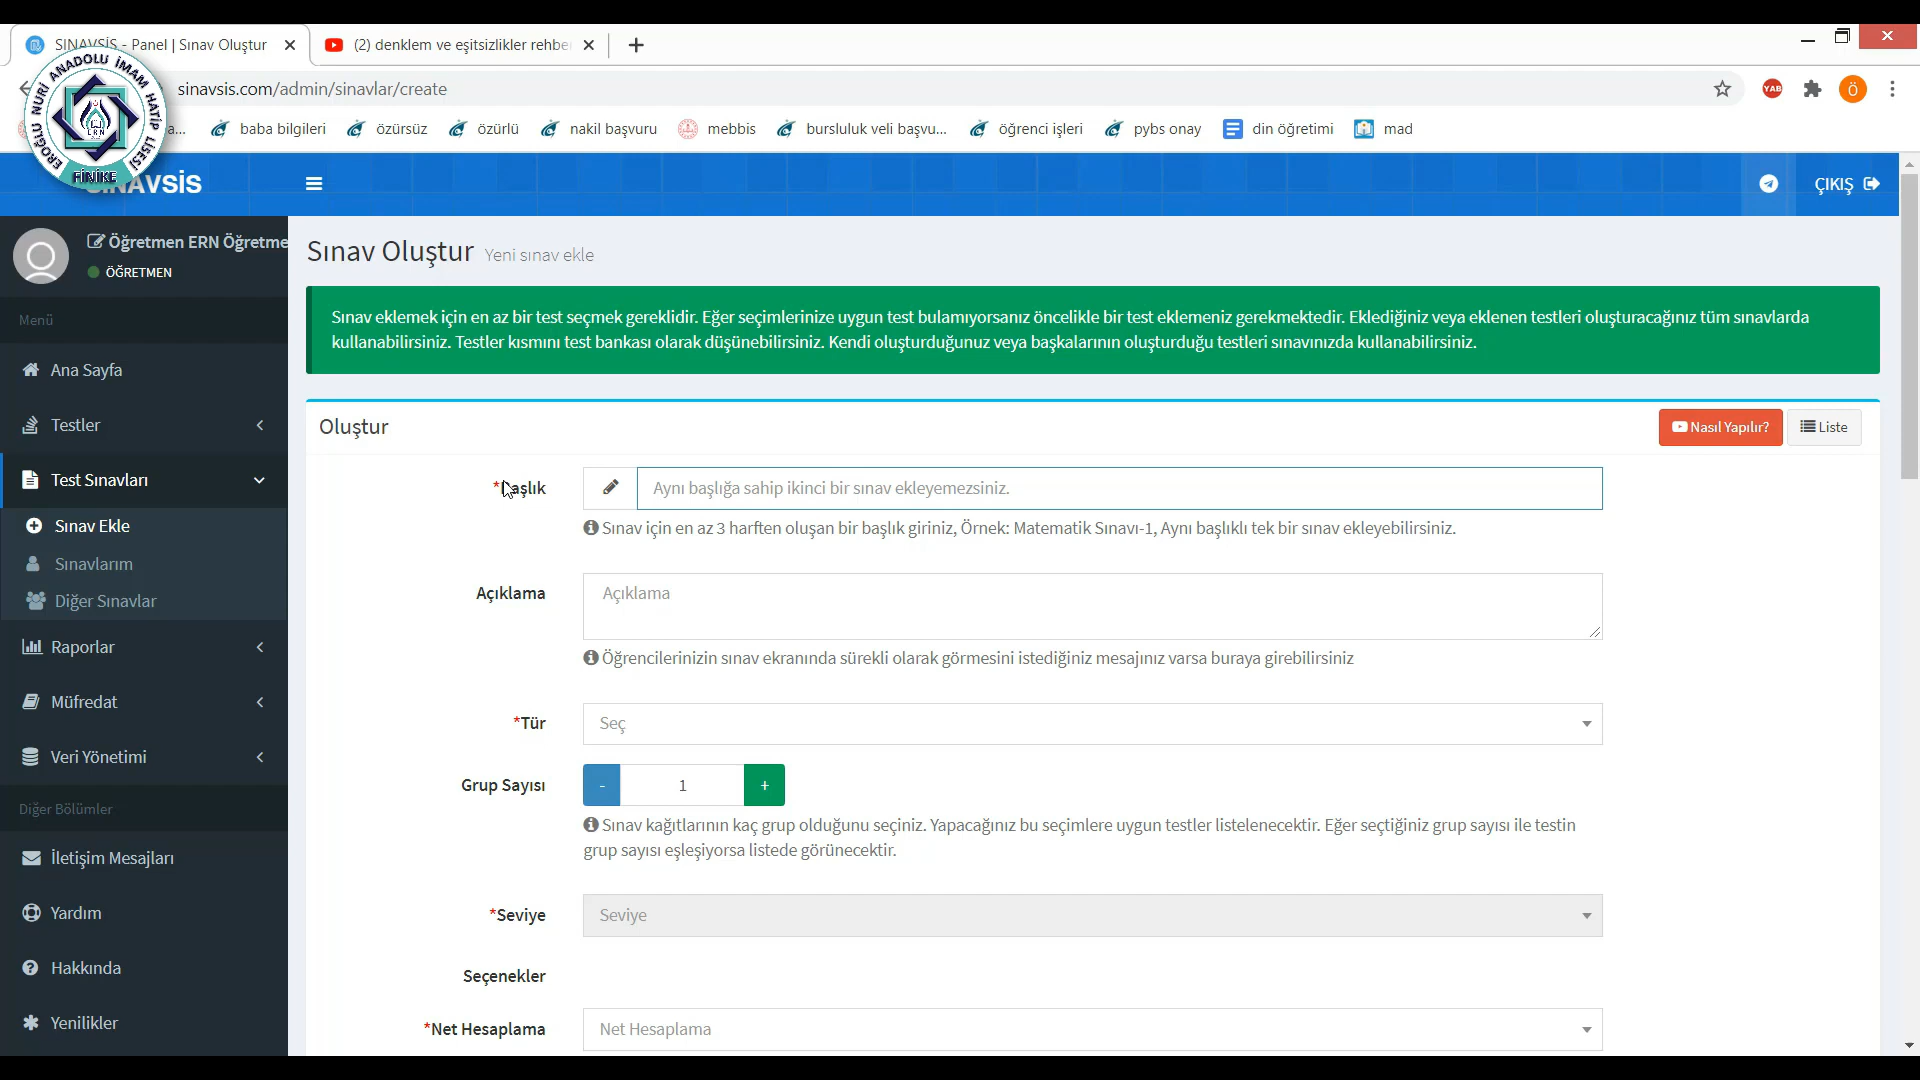 SINAVSİS - Panel | Sınav Oluştur
(2) denklem ve eşitsizlikler rehbe
sinavsis.com/admin/sinavlar/create
YAB
Ö
a...
baba bilgileri
özürsüz
özürlü
nakil başvuru
mebbis
bursluluk veli başvu...
öğrenci işleri
pybs onay
din öğretimi
mad
EROĞLU NURİ ANADOLU İMAM HATİP LİSESİ
ERN
FİNİKE
SINAVSİS
ÇIKIŞ
Öğretmen ERN Öğretme
ÖĞRETMEN
Menü
Ana Sayfa
Testler
Test Sınavları
Sınav Ekle
Sınavlarım
Diğer Sınavlar
Raporlar
Müfredat
Veri Yönetimi
Diğer Bölümler
İletişim Mesajları
Yardım
Hakkında
Yenilikler
Sınav Oluştur Yeni sınav ekle
Sınav eklemek için en az bir test seçmek gereklidir. Eğer seçimlerinize uygun test bulamıyorsanız öncelikle bir test eklemeniz gerekmektedir. Eklediğiniz veya eklenen testleri oluşturacağınız tüm sınavlarda
kullanabilirsiniz. Testler kısmını test bankası olarak düşünebilirsiniz. Kendi oluşturduğunuz veya başkalarının oluşturduğu testleri sınavınızda kullanabilirsiniz.
Oluştur
Nasıl Yapılır?
Liste
*Başlık
Aynı başlığa sahip ikinci bir sınav ekleyemezsiniz.
Sınav için en az 3 harften oluşan bir başlık giriniz, Örnek: Matematik Sınavı-1, Aynı başlıklı tek bir sınav ekleyebilirsiniz.
Açıklama
Açıklama
Öğrencilerinizin sınav ekranında sürekli olarak görmesini istediğiniz mesajınız varsa buraya girebilirsiniz
*Tür
Seç
Grup Sayısı
- 1 +
Sınav kağıtlarının kaç grup olduğunu seçiniz. Yapacağınız bu seçimlere uygun testler listelenecektir. Eğer seçtiğiniz grup sayısı ile testin
grup sayısı eşleşiyorsa listede görünecektir.
*Seviye
Seviye
Seçenekler
*Net Hesaplama
Net Hesaplama